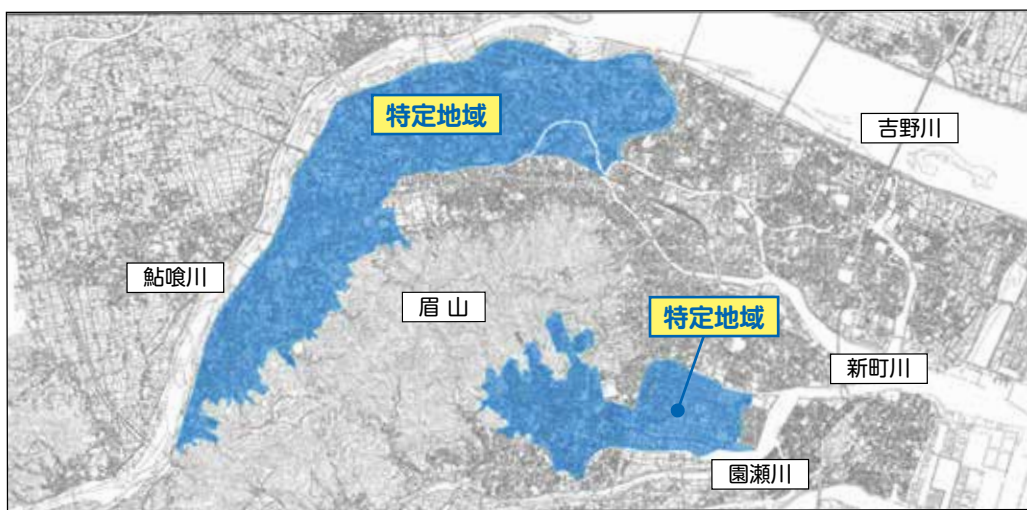 特定地域
吉野川
鮎喰川
眉山
特定地域
新町川
園瀬川